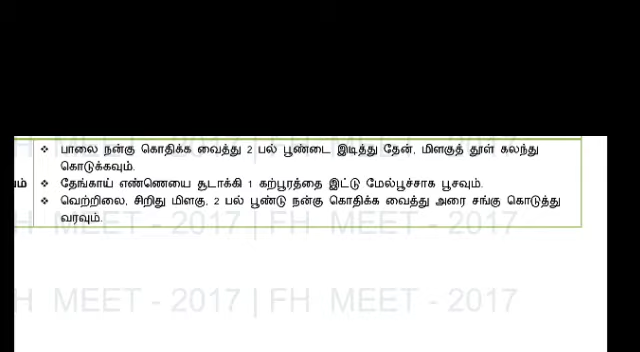 ❖ பாலை நன்கு கொதிக்க வைத்து 2 பல் பூண்டை இடித்து தேன், மிளகுத் தூள் கலந்து
கொடுக்கவும்.
❖ தேங்காய் எண்ணெயை சூடாக்கி 1 கற்பூரத்தை இட்டு மேல்பூச்சாக பூசவும்.
❖ வெற்றிலை, சிறிது மிளகு, 2 பல் பூண்டு நன்கு கொதிக்க வைத்து அரை சங்கு கொடுத்து
வரவும்.
FH MEET - 2017 | FH MEET - 2017
H MEET - 2017 | FH MEET - 2017